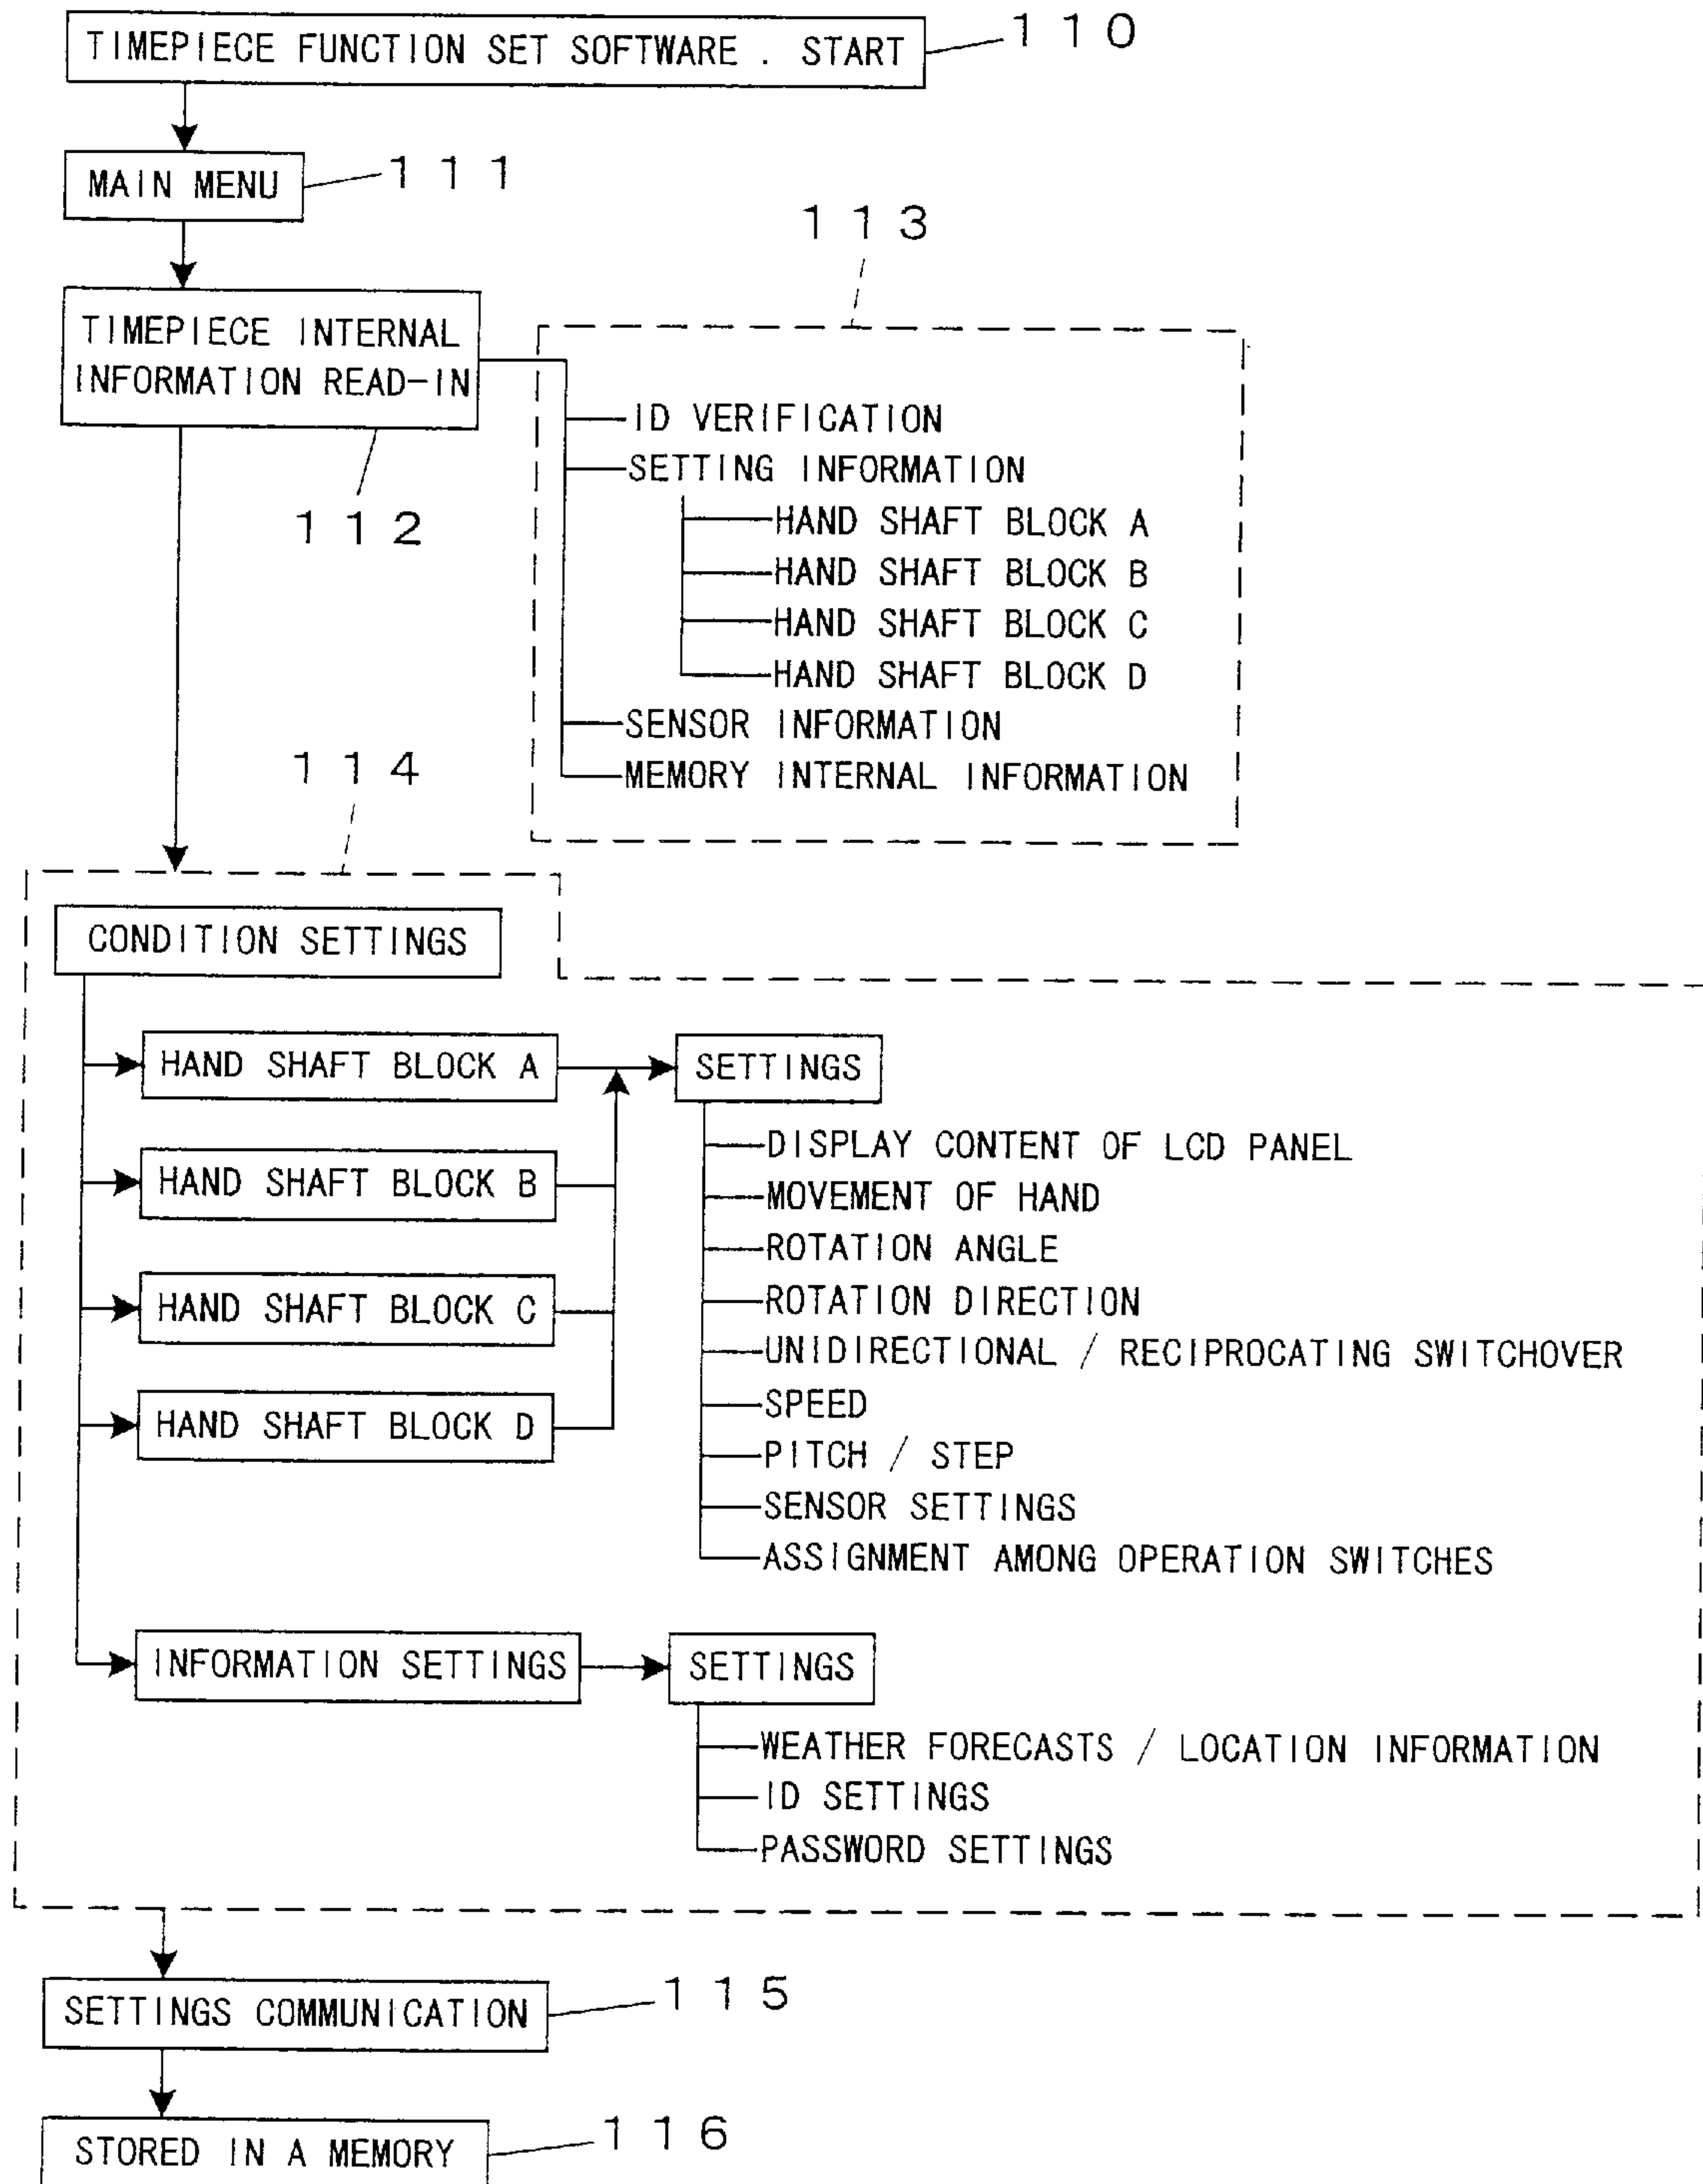 TIMEPIECE FUNCTION SET SOFTWARE . START
110
MAIN MENU
111
113
TIMEPIECE INTERNAL
INFORMATION READ-IN
112
ID VERIFICATION
SETTING INFORMATION
HAND SHAFT BLOCK A
HAND SHAFT BLOCK B
HAND SHAFT BLOCK C
HAND SHAFT BLOCK D
SENSOR INFORMATION
MEMORY INTERNAL INFORMATION
114
CONDITION SETTINGS
HAND SHAFT BLOCK A
HAND SHAFT BLOCK B
HAND SHAFT BLOCK C
HAND SHAFT BLOCK D
SETTINGS
DISPLAY CONTENT OF LCD PANEL
MOVEMENT OF HAND
ROTATION ANGLE
ROTATION DIRECTION
UNIDIRECTIONAL / RECIPROCATING SWITCHOVER
SPEED
PITCH / STEP
SENSOR SETTINGS
ASSIGNMENT AMONG OPERATION SWITCHES
INFORMATION SETTINGS
SETTINGS
WEATHER FORECASTS / LOCATION INFORMATION
ID SETTINGS
PASSWORD SETTINGS
SETTINGS COMMUNICATION
115
STORED IN A MEMORY
116